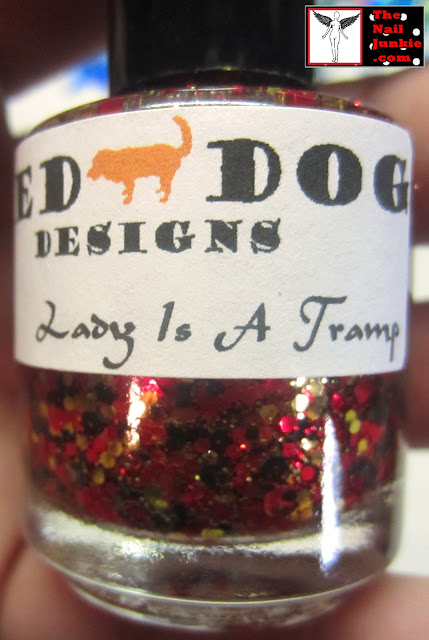 The
Nail
Junkie
.com
ED DOG
DESIGNS
Lady Is A Tramp